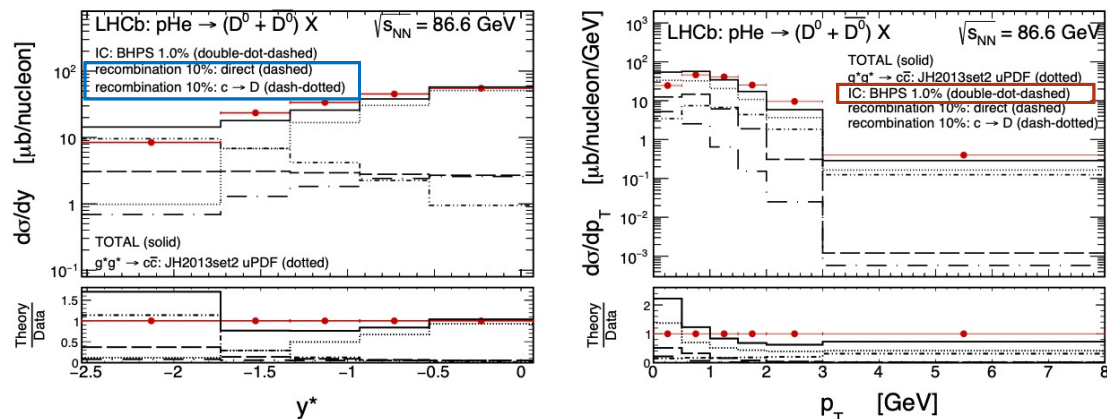 LHCb: pHe → (D⁰ + D̄⁰) X √s_NN = 86.6 GeV
IC: BHPS 1.0% (double-dot-dashed)
recombination 10%: direct (dashed)
recombination 10%: c → D (dash-dotted)
TOTAL (solid)
g*g* → cc̄: JH2013set2 uPDF (dotted)
dσ/dy [μb/nucleon]
10²
10
1
10⁻¹
Theory
Data
1.5
1
0.5
0
−2.5 −2 −1.5 −1 −0.5 0
y*
LHCb: pHe → (D⁰ + D̄⁰) X √s_NN = 86.6 GeV
TOTAL (solid)
g*g* → cc̄: JH2013set2 uPDF (dotted)
IC: BHPS 1.0% (double-dot-dashed)
recombination 10%: direct (dashed)
recombination 10%: c → D (dash-dotted)
dσ/dp_T [μb/nucleon/GeV]
10³
10²
10
1
10⁻¹
10⁻²
10⁻³
Theory
Data
2
1
0
0 1 2 3 4 5 6 7 8
p_T [GeV]